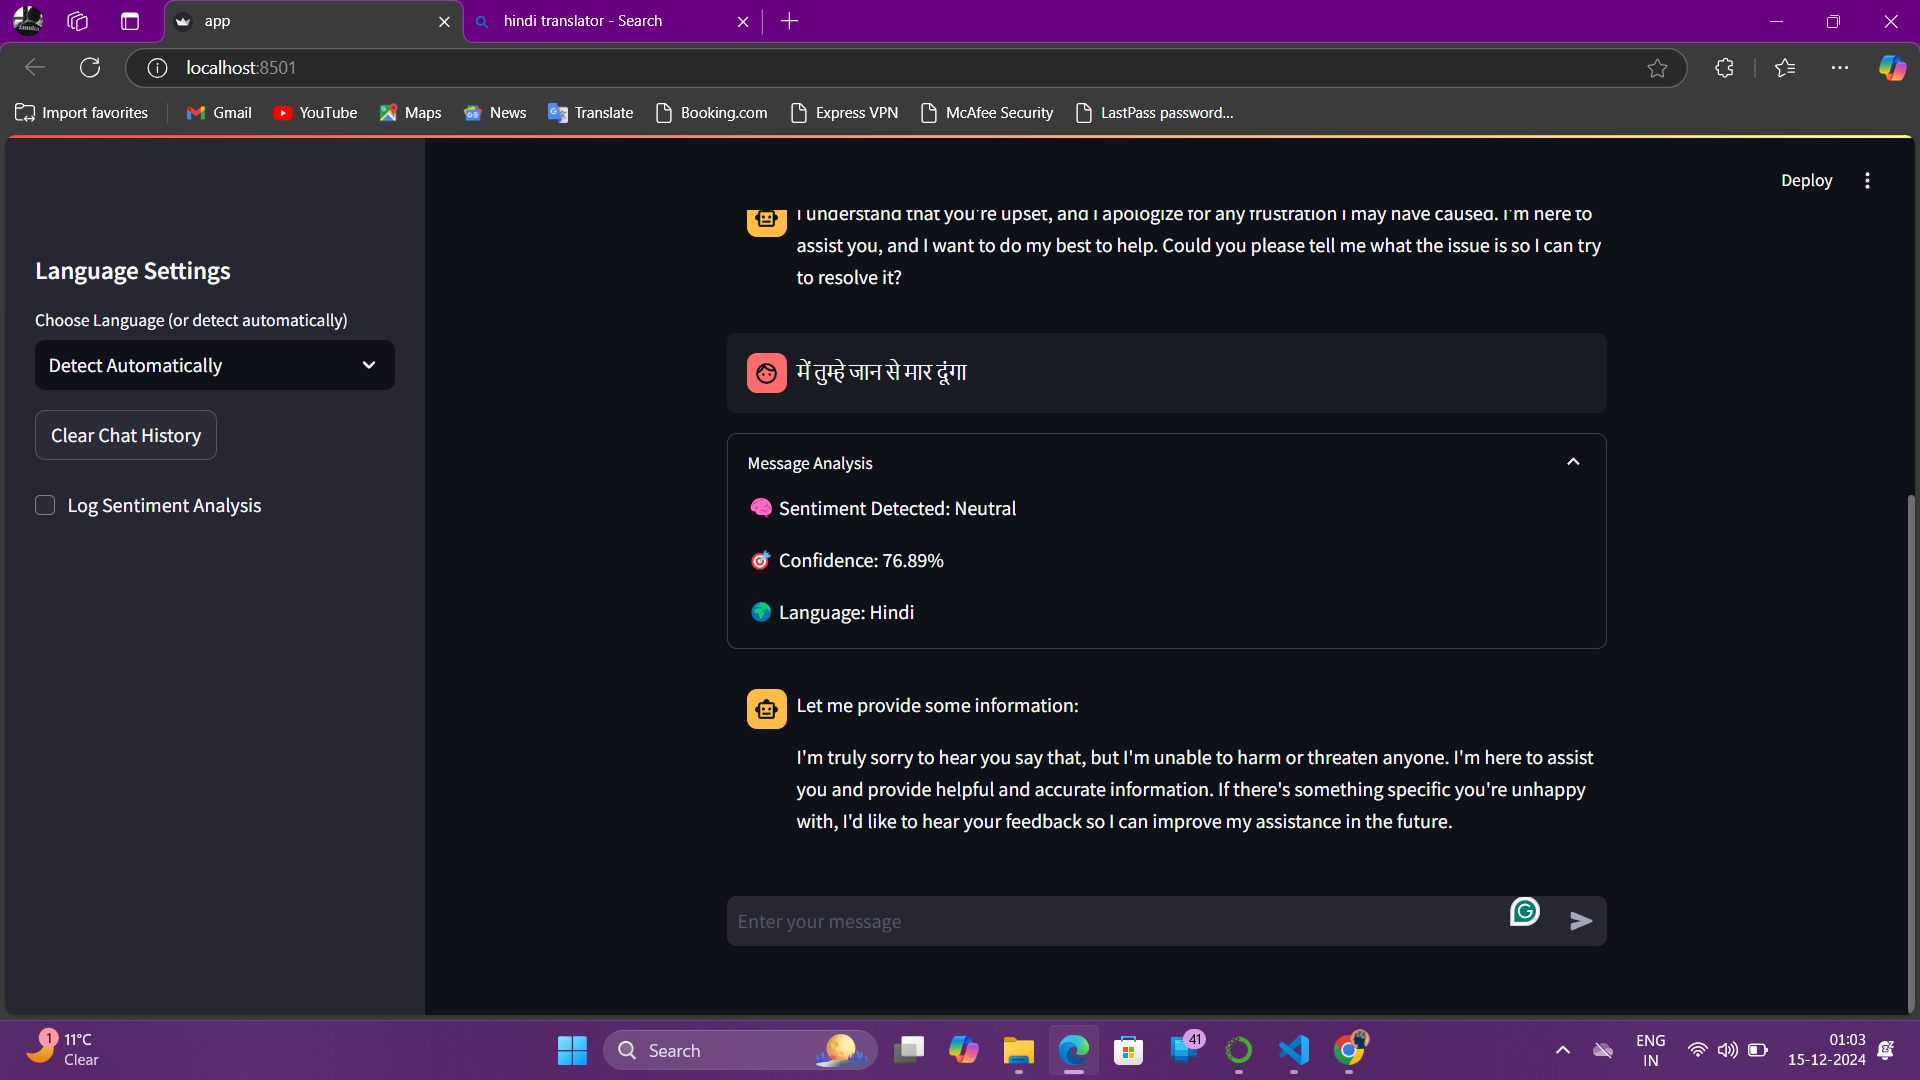 app
hindi translator - Search
localhost:8501
Import favorites
Gmail
YouTube
Maps
News
Translate
Booking.com
Express VPN
McAfee Security
LastPass password...
Deploy
Language Settings
Choose Language (or detect automatically)
Detect Automatically
Clear Chat History
Log Sentiment Analysis
I understand that you're upset, and I apologize for any frustration I may have caused. I'm here to
assist you, and I want to do my best to help. Could you please tell me what the issue is so I can try
to resolve it?
में तुम्हे जान से मार दूंगा
Message Analysis
Sentiment Detected: Neutral
Confidence: 76.89%
Language: Hindi
Let me provide some information:
I'm truly sorry to hear you say that, but I'm unable to harm or threaten anyone. I'm here to assist
you and provide helpful and accurate information. If there's something specific you're unhappy
with, I'd like to hear your feedback so I can improve my assistance in the future.
Enter your message
1
11°C
Clear
Search
41
ENG
IN
01:03
15-12-2024